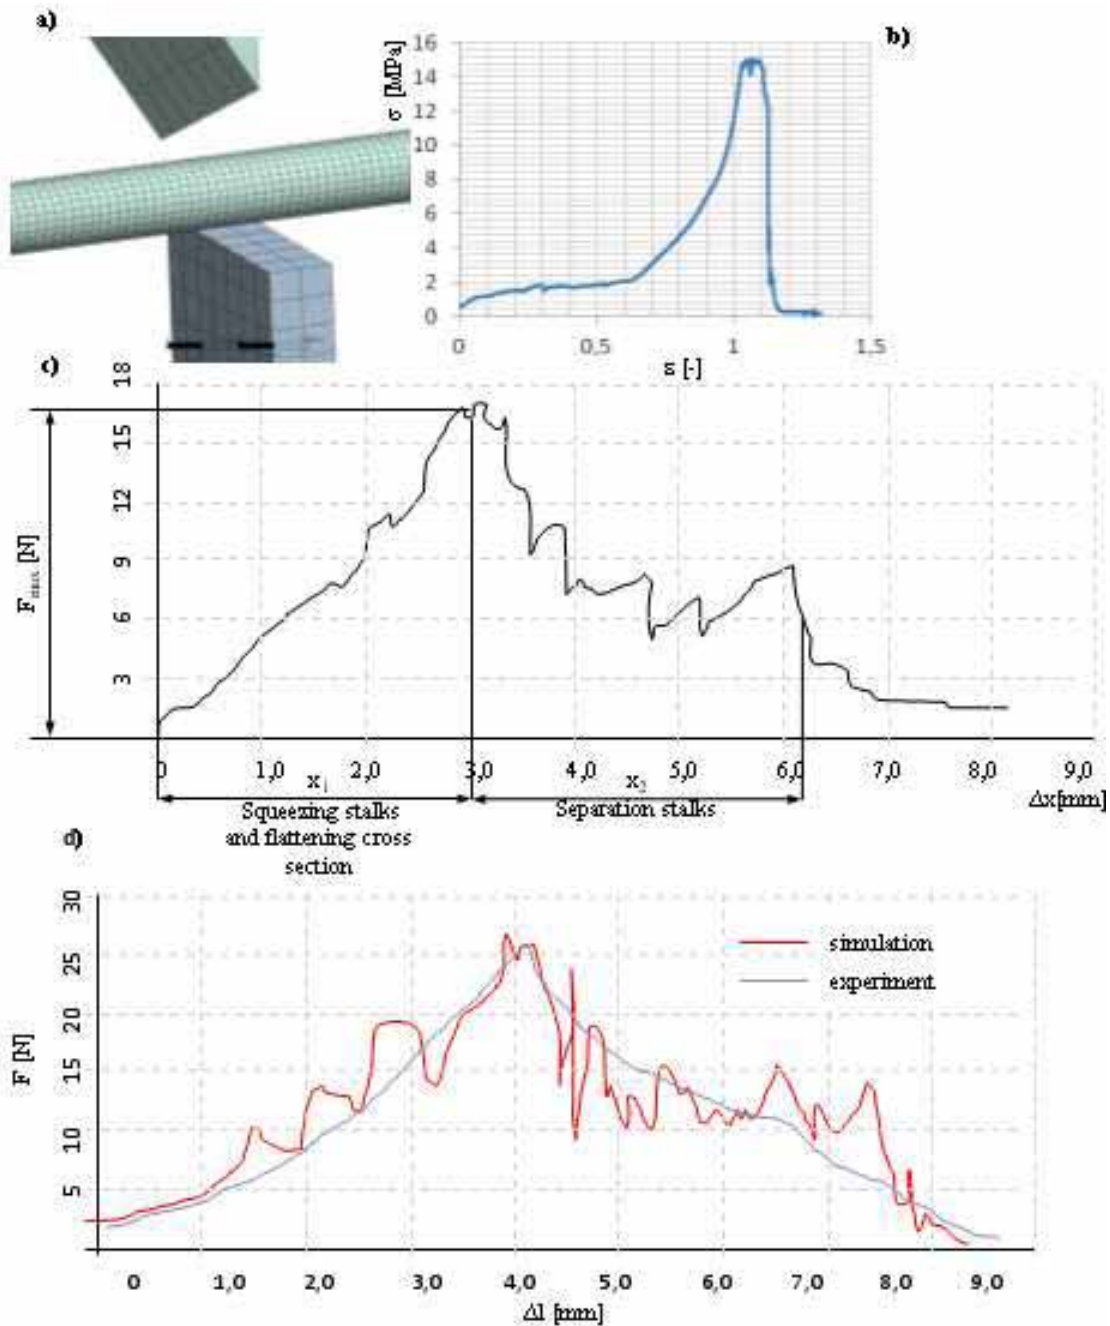 a)
b)
σ [MPa]
16
14
12
10
8
6
4
2
0
0 0.5 1 1.5
ε [-]
c)
18
15
12
9
6
3
F max [N]
0 1,0 2,0 3,0 4,0 5,0 6,0 7,0 8,0 9,0
x1 x2 Δx[mm]
Squeezing stalks Separation stalks
and flattening cross
section
d)
30
25
20
15
10
5
F [N]
simulation
experiment
0 1,0 2,0 3,0 4,0 5,0 6,0 7,0 8,0 9,0
Δl [mm]